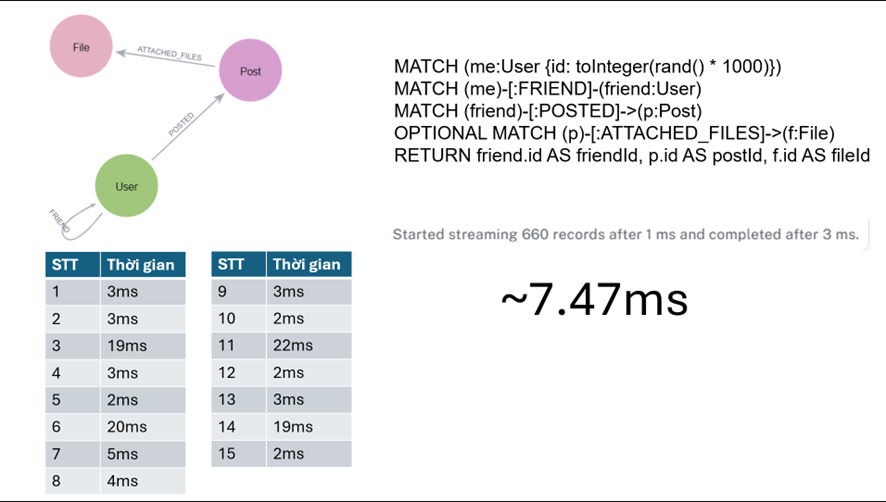 File
ATTACHED_FILES
Post
POSTED
User
FRIEND
MATCH (me:User {id: toInteger(rand() * 1000)})
MATCH (me)-[:FRIEND]-(friend:User)
MATCH (friend)-[:POSTED]->(p:Post)
OPTIONAL MATCH (p)-[:ATTACHED_FILES]->(f:File)
RETURN friend.id AS friendId, p.id AS postId, f.id AS fileId
Started streaming 660 records after 1 ms and completed after 3 ms.
~7.47ms
STT Thời gian
1 3ms
2 3ms
3 19ms
4 3ms
5 2ms
6 20ms
7 5ms
8 4ms
STT Thời gian
9 3ms
10 2ms
11 22ms
12 2ms
13 3ms
14 19ms
15 2ms